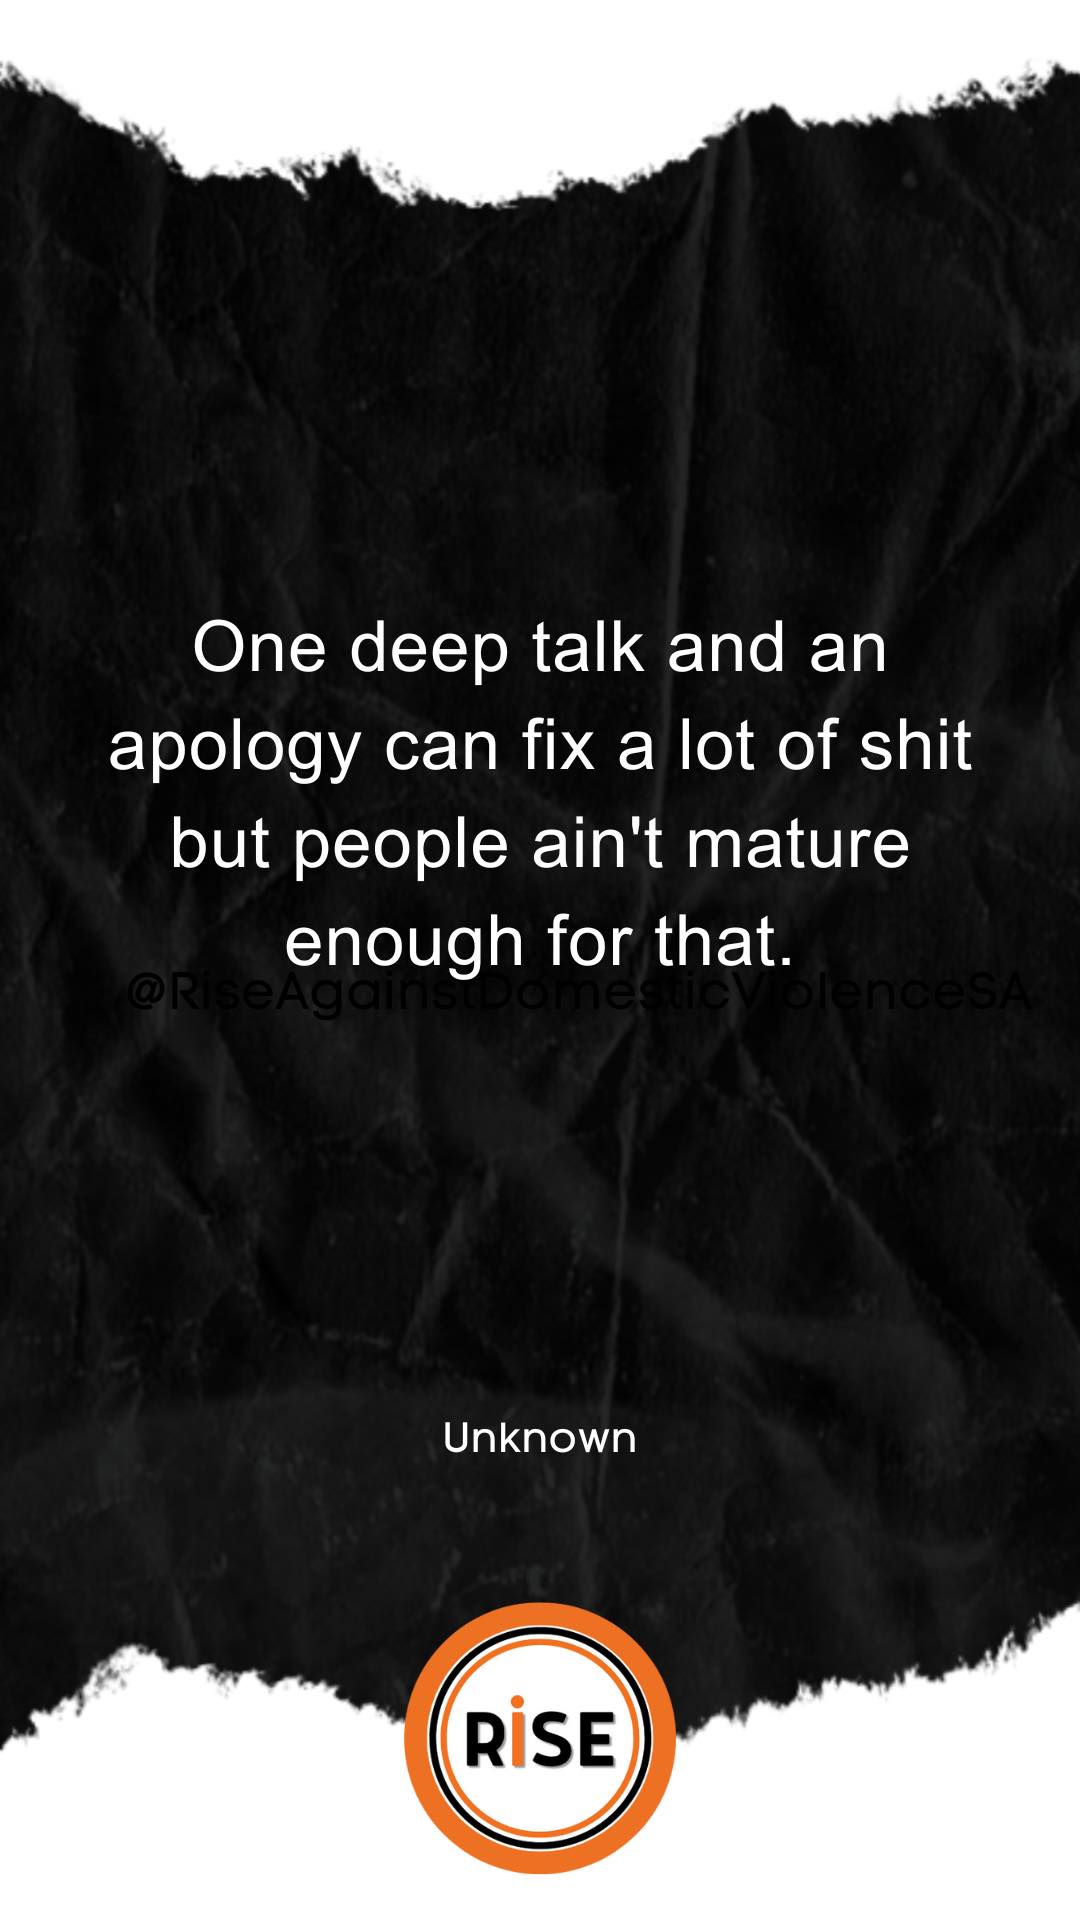 One deep talk and an
apology can fix a lot of shit
but people ain't mature
enough for that.
@RiseAgainstDomesticViolenceSA
Unknown
RiSE